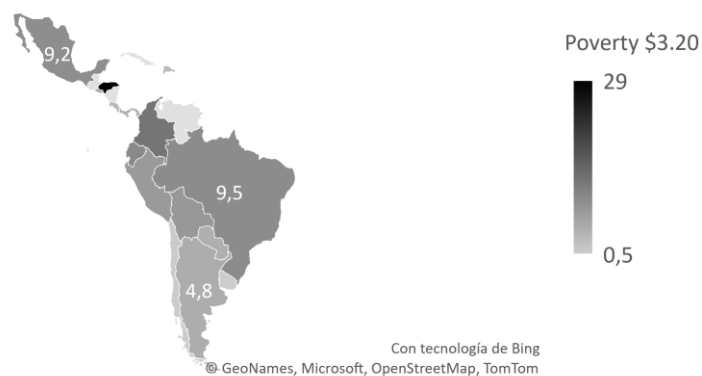 Poverty $3.20
29
0,5
9,2
9,5
4,8
Con tecnología de Bing
© GeoNames, Microsoft, OpenStreetMap, TomTom